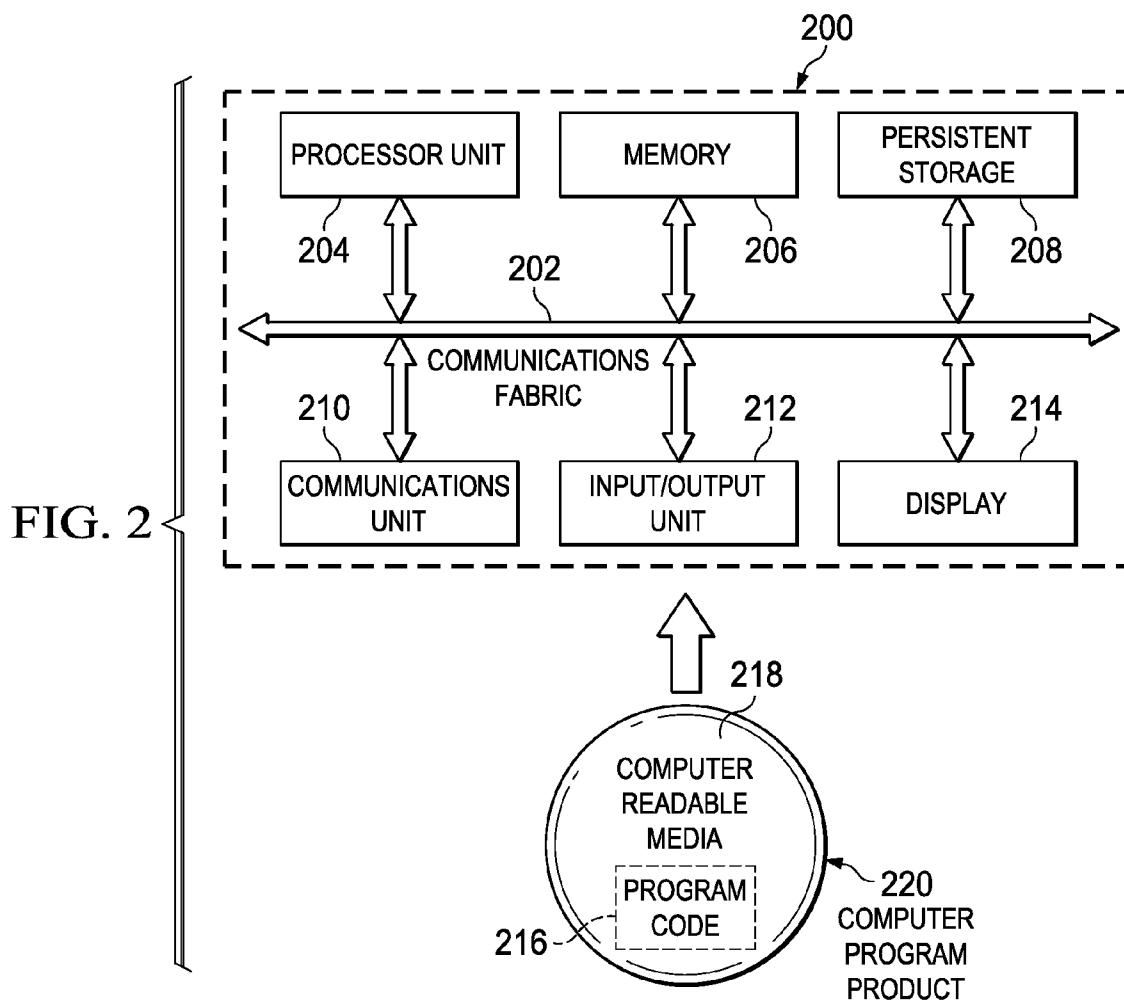 200
PROCESSOR UNIT
MEMORY
PERSISTENT
STORAGE
204
206
208
202
COMMUNICATIONS
FABRIC
210
212
214
COMMUNICATIONS
UNIT
INPUT/OUTPUT
UNIT
DISPLAY
FIG. 2
218
COMPUTER
READABLE
MEDIA
PROGRAM
CODE
216
220
COMPUTER
PROGRAM
PRODUCT